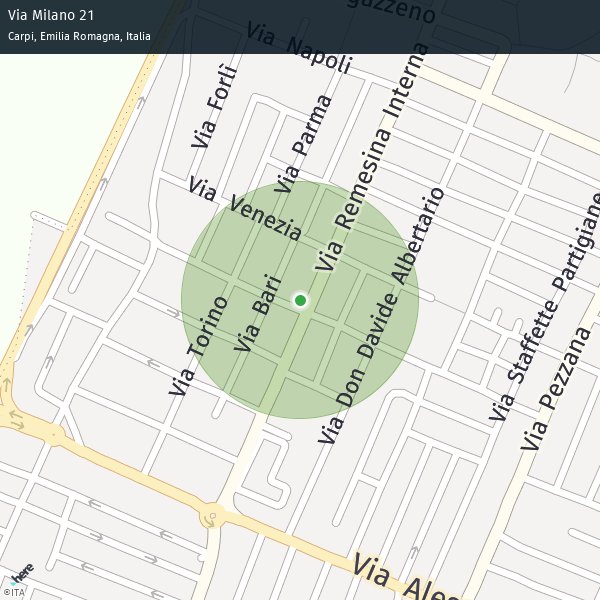 Via Milano 21
Carpi, Emilia Romagna, Italia
gazzeno
Via Napoli
Via Forlì
Via Parma
Via Remesina Interna
Via Venezia
Via Don Davide Albertario
Via Staffette Partigiane
Via Bari
Via Torino
Via Pezzana
Via Ales
here
©ITA